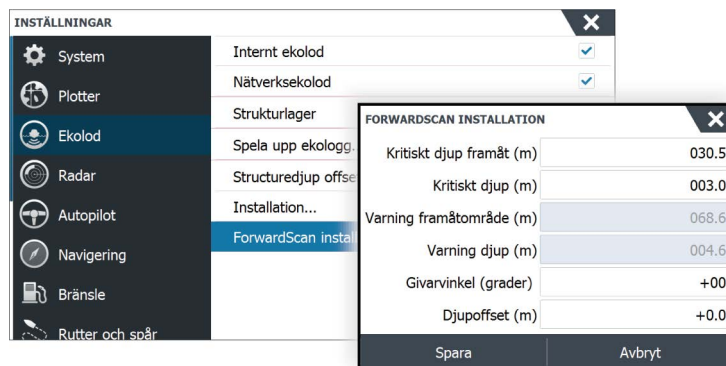 INSTÄLLNINGAR
System
Plotter
Ekolod
Radar
Autopilot
Navigering
Bränsle
Rutter och spår
Internt ekolod
Nätverksekolod
Strukturlager
Spela upp ekologg.
Structuredjup offse
Installation...
ForwardScan instal
FORWARDSCAN INSTALLATION
Kritiskt djup framåt (m) 030.5
Kritiskt djup (m) 003.0
Varning framåtområde (m) 068.6
Varning djup (m) 004.6
Givarvinkel (grader) +00
Djupoffset (m) +0.0
Spara Avbryt